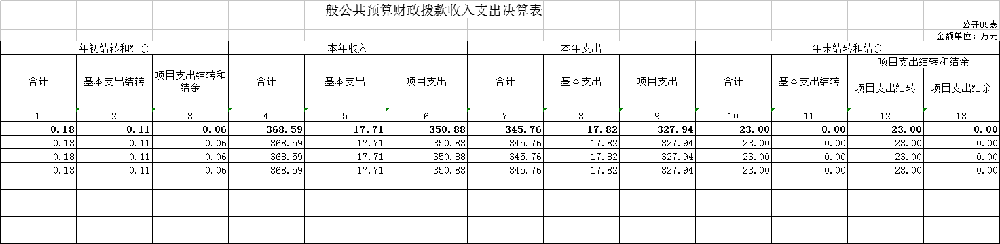 一般公共预算财政拨款收入支出决算表
公开05表
金额单位：万元
年初结转和结余 本年收入 本年支出 年末结转和结余
合计 基本支出结转 项目支出结转和结余 合计 基本支出 项目支出 合计 基本支出 项目支出 合计 基本支出结转 项目支出结转和结余
项目支出结转 项目支出结余
1 2 3 4 5 6 7 8 9 10 11 12 13
0.18 0.11 0.06 368.59 17.71 350.88 345.76 17.82 327.94 23.00 0.00 23.00 0.00
0.18 0.11 0.06 368.59 17.71 350.88 345.76 17.82 327.94 23.00 0.00 23.00 0.00
0.18 0.11 0.06 368.59 17.71 350.88 345.76 17.82 327.94 23.00 0.00 23.00 0.00
0.18 0.11 0.06 368.59 17.71 350.88 345.76 17.82 327.94 23.00 0.00 23.00 0.00